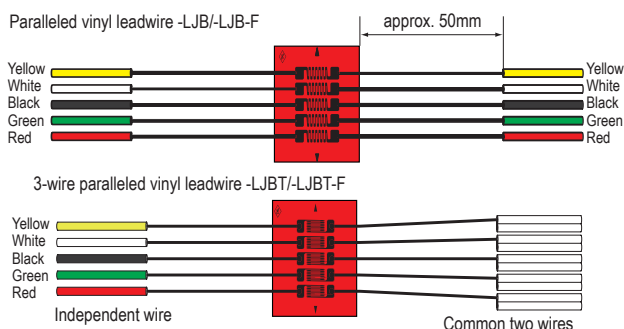 Paralleled vinyl leadwire -LJB/-LJB-F
approx. 50mm
Yellow
White
Black
Green
Red
Yellow
White
Black
Green
Red
3-wire paralleled vinyl leadwire -LJBT/-LJBT-F
Yellow
White
Black
Green
Red
Independent wire
Common two wires